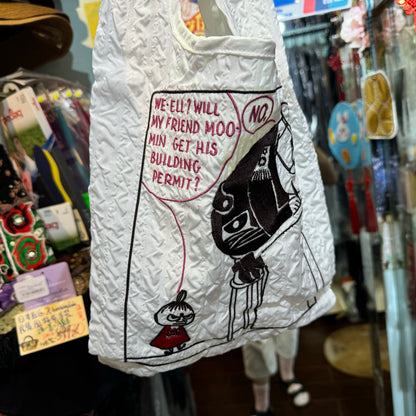 WE-ELL? WILL
MY FRIEND MOO-
MIN GET HIS
BUILDING
PERMIT?
NO,